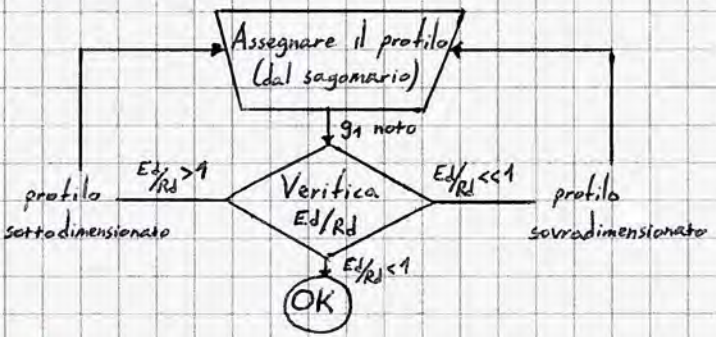 Assegnare il profilo
(dal sagomario)
g1 noto
Ed/Rd>1
Verifica
Ed/Rd
Ed/Rd<<1
profilo
sottodimensionato
profilo
sovradimensionato
Ed/Rd<1
OK